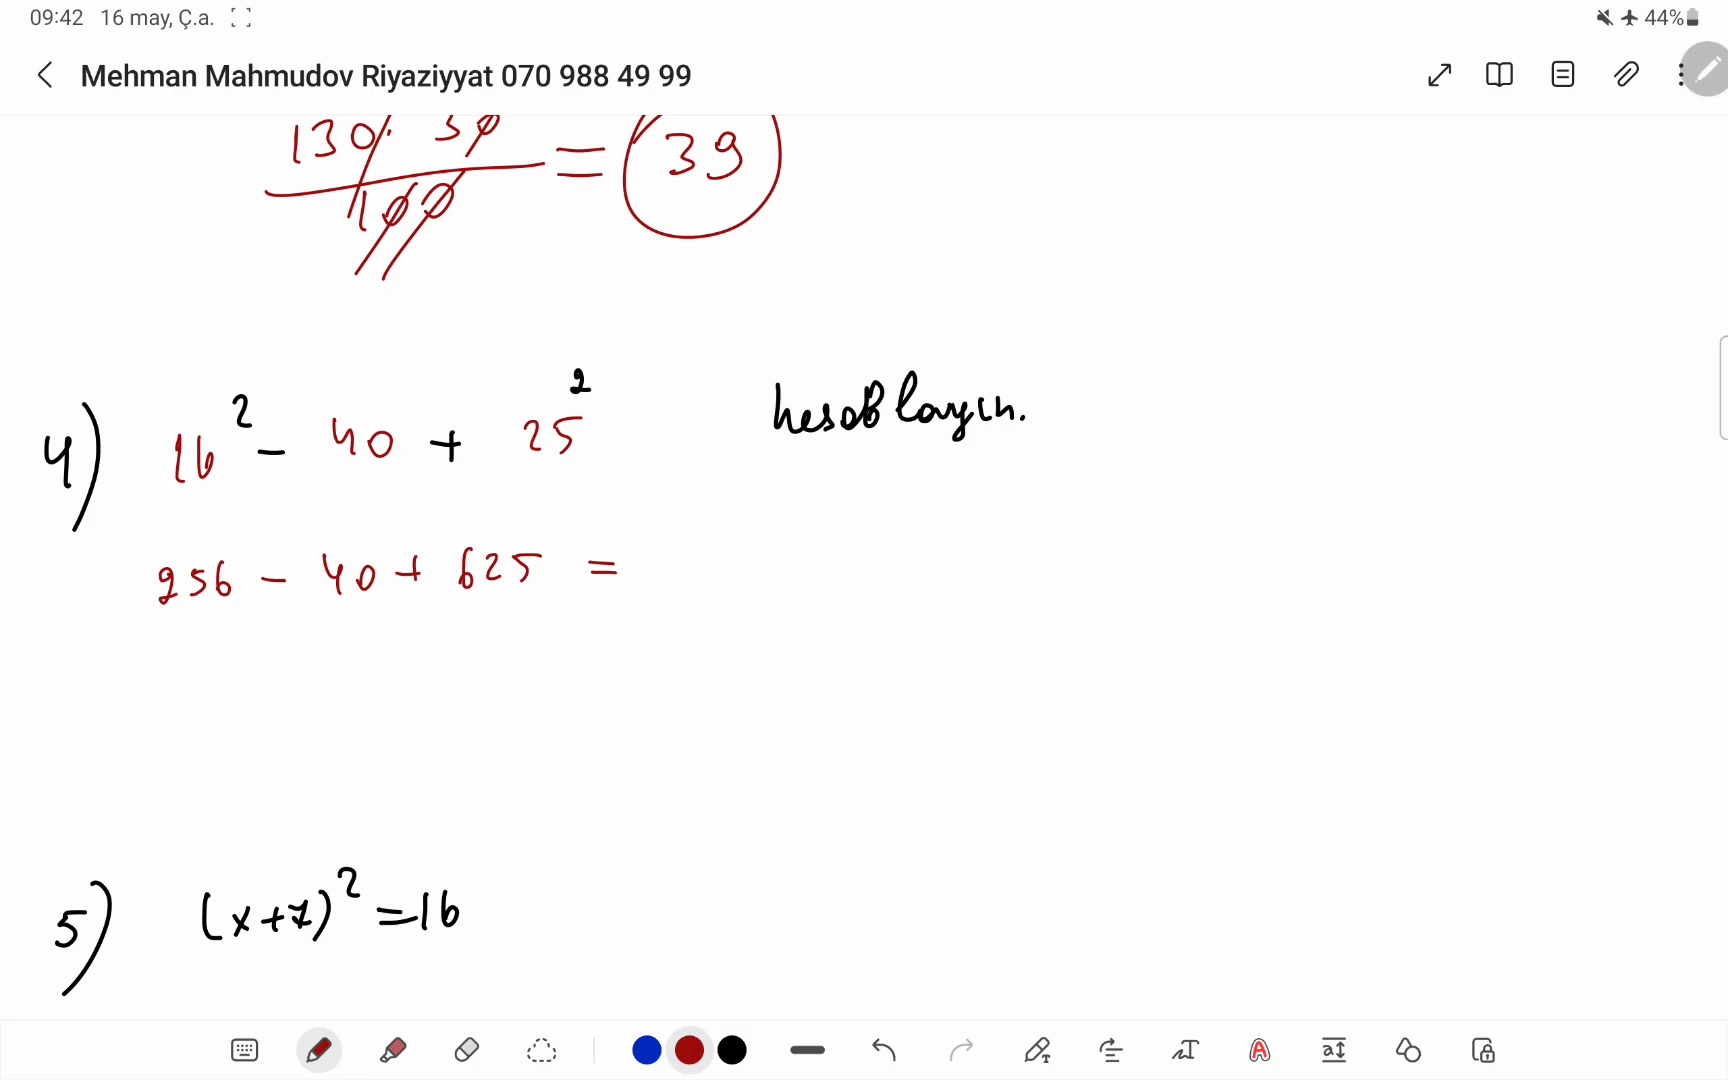 09:42 16 may, Ç.a.
44%
Mehman Mahmudov Riyaziyyat 070 988 49 99
130 · 30
100
= 39
4) 16² - 40 + 25² hesablayın.
256 - 40 + 625 =
5) (x+7)² = 16